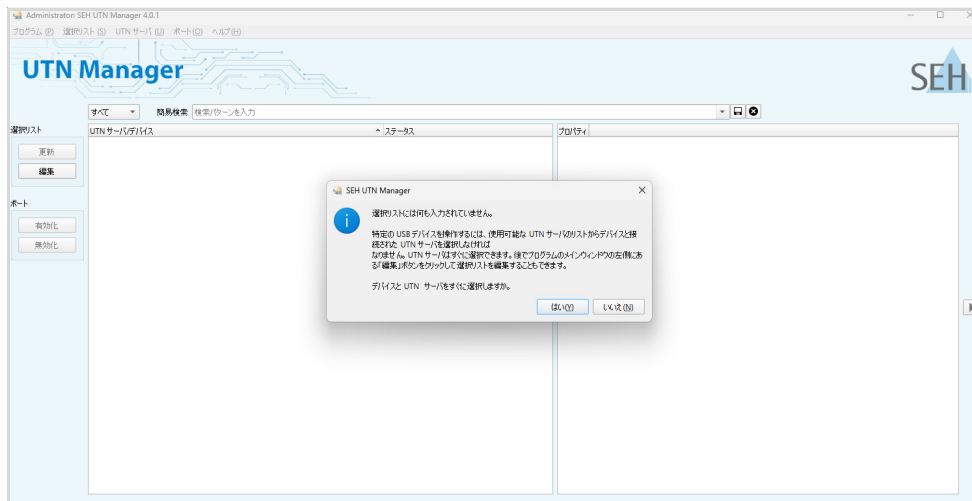 Administrator: SEH UTN Manager 4.0.1
プログラム (P) 選択リスト (S) UTN サーバ (U) ポート(O) ヘルプ(H)
UTN Manager
SEH
すべて 簡易検索 検索パターンを入力
選択リスト
UTN サーバ/デバイス ステータス プロパティ
更新
編集
ポート
有効化
無効化
SEH UTN Manager
選択リストには何も入力されていません。
特定の USB デバイスを操作するには、使用可能な UTN サーバのリストからデバイスと接
続された UTN サーバを選択しなければ
なりません。UTN サーバはすぐに選択できます。後でプログラムのメインウィンドウの左側にあ
る「編集」ボタンをクリックして選択リストを編集することもできます。
デバイスと UTN サーバをすぐに選択しますか。
はい(Y) いいえ(N)